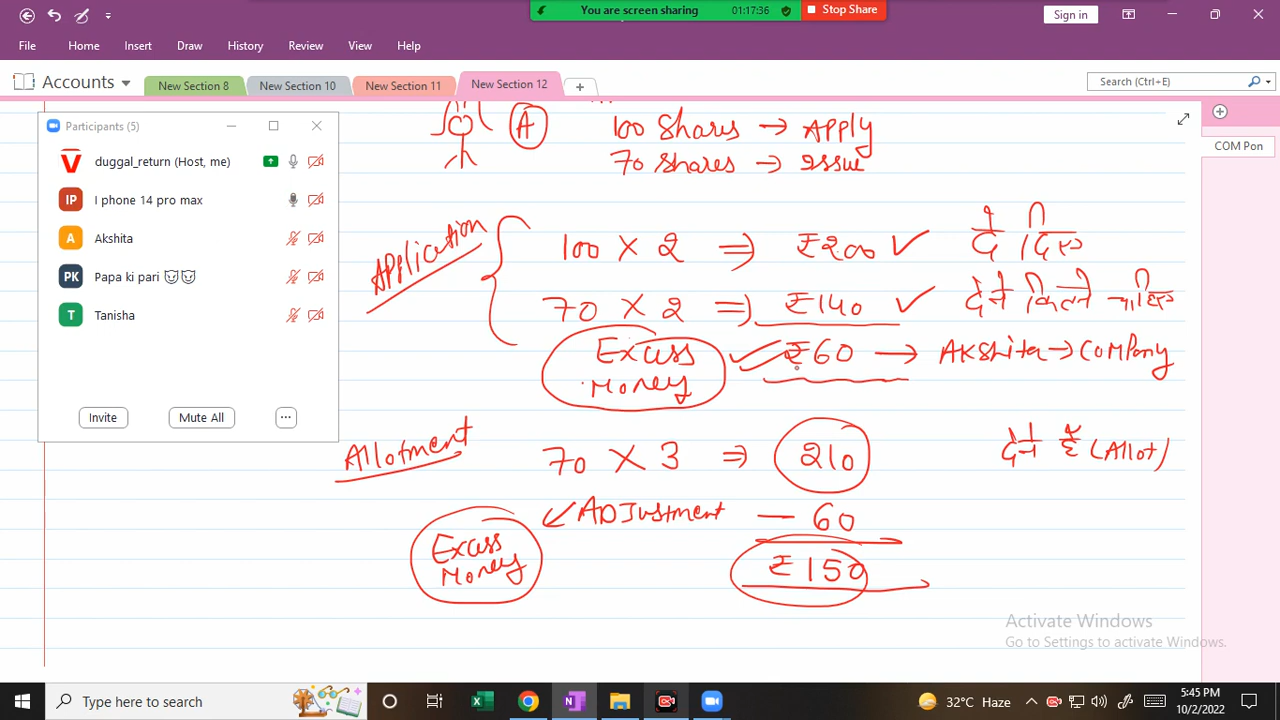 You are screen sharing 01:17:36 Stop Share
Sign in
File Home Insert Draw History Review View Help
Accounts New Section 8 New Section 10 New Section 11 New Section 12
Search (Ctrl+E)
COM Pon
Participants (5)
duggal_return (Host, me)
IP I phone 14 pro max
A Akshita
PK Papa ki pari
T Tanisha
Invite Mute All
A 100 Shares → Apply
70 Shares → Issue
Application
100 X 2 ⇒ ₹200 ✓
70 X 2 ⇒ ₹140 ✓
Excess Money ✓ ₹60 → Akshita → Company
Allotment 70 X 3 ⇒ 210 (Allot)
Adjustment — 60
Excess Money ₹150
Activate Windows
Go to Settings to activate Windows.
Type here to search
32°C Haze
5:45 PM
10/2/2022